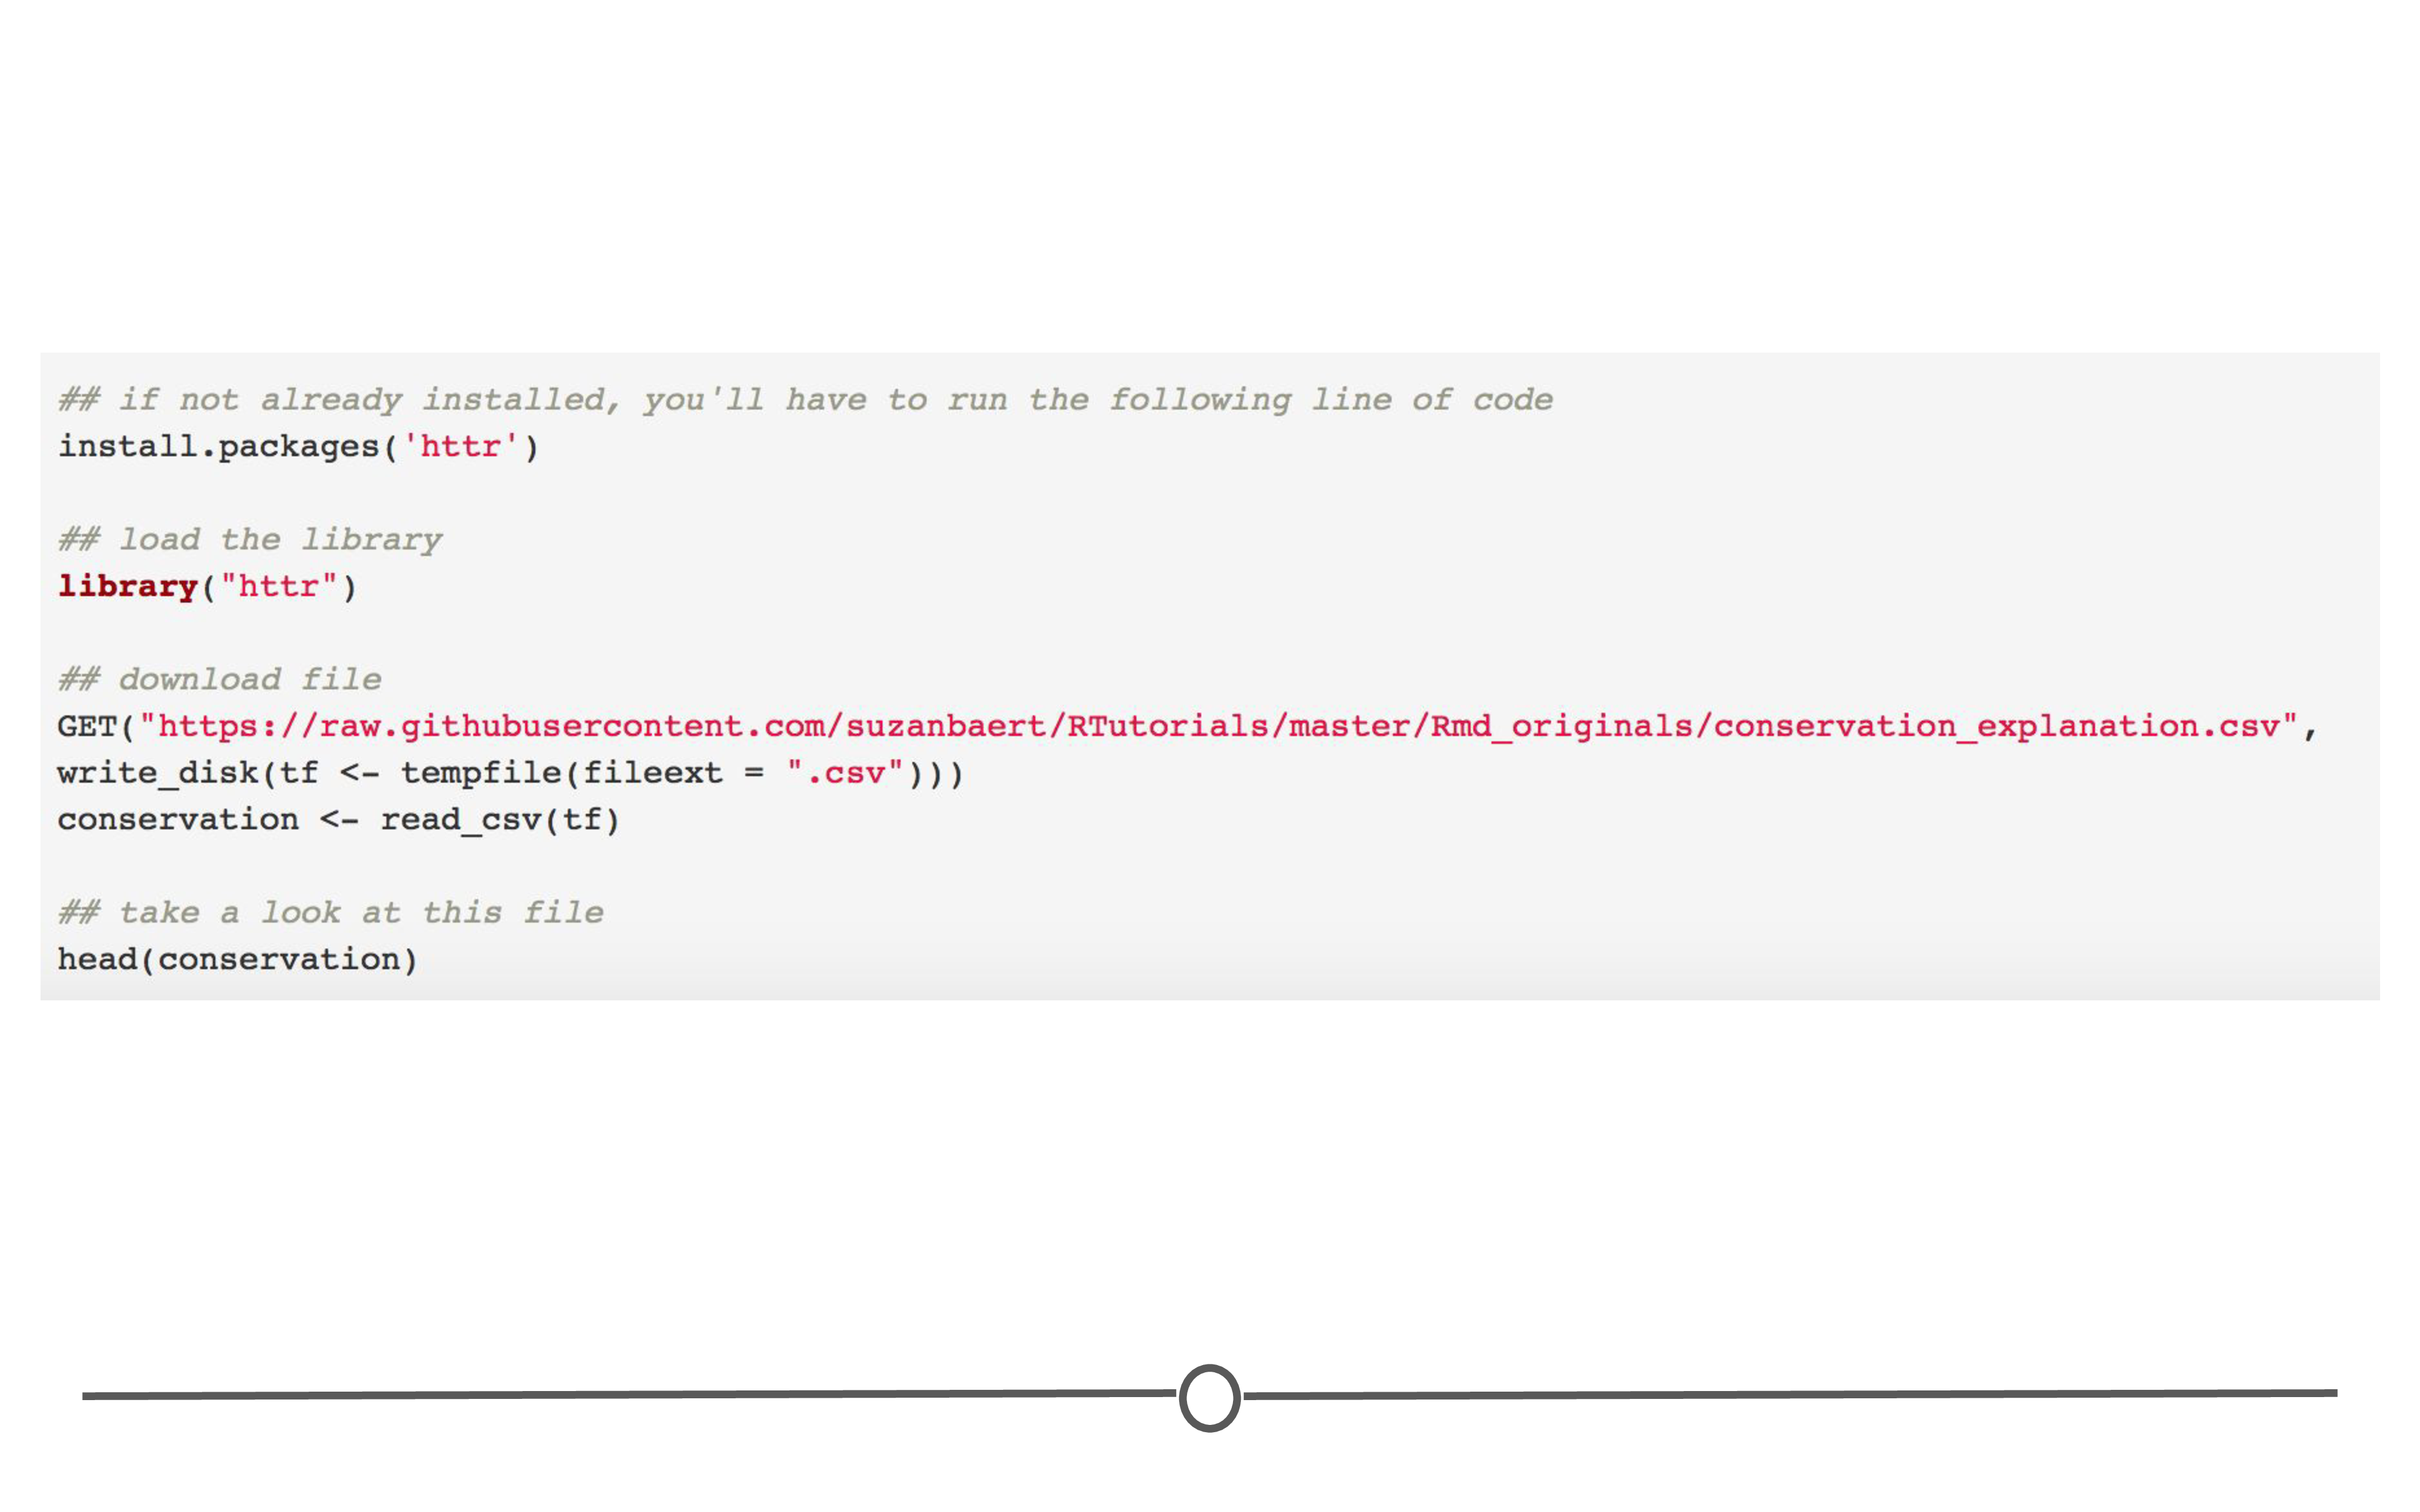 ## if not already installed, you'll have to run the following line of code
install.packages('httr')
## load the library
library("httr")
## download file
GET("https://raw.githubusercontent.com/suzanbaert/RTutorials/master/Rmd_originals/conservation_explanation.csv",
write_disk(tf <- tempfile(fileext = ".csv")))
conservation <- read_csv(tf)
## take a look at this file
head(conservation)